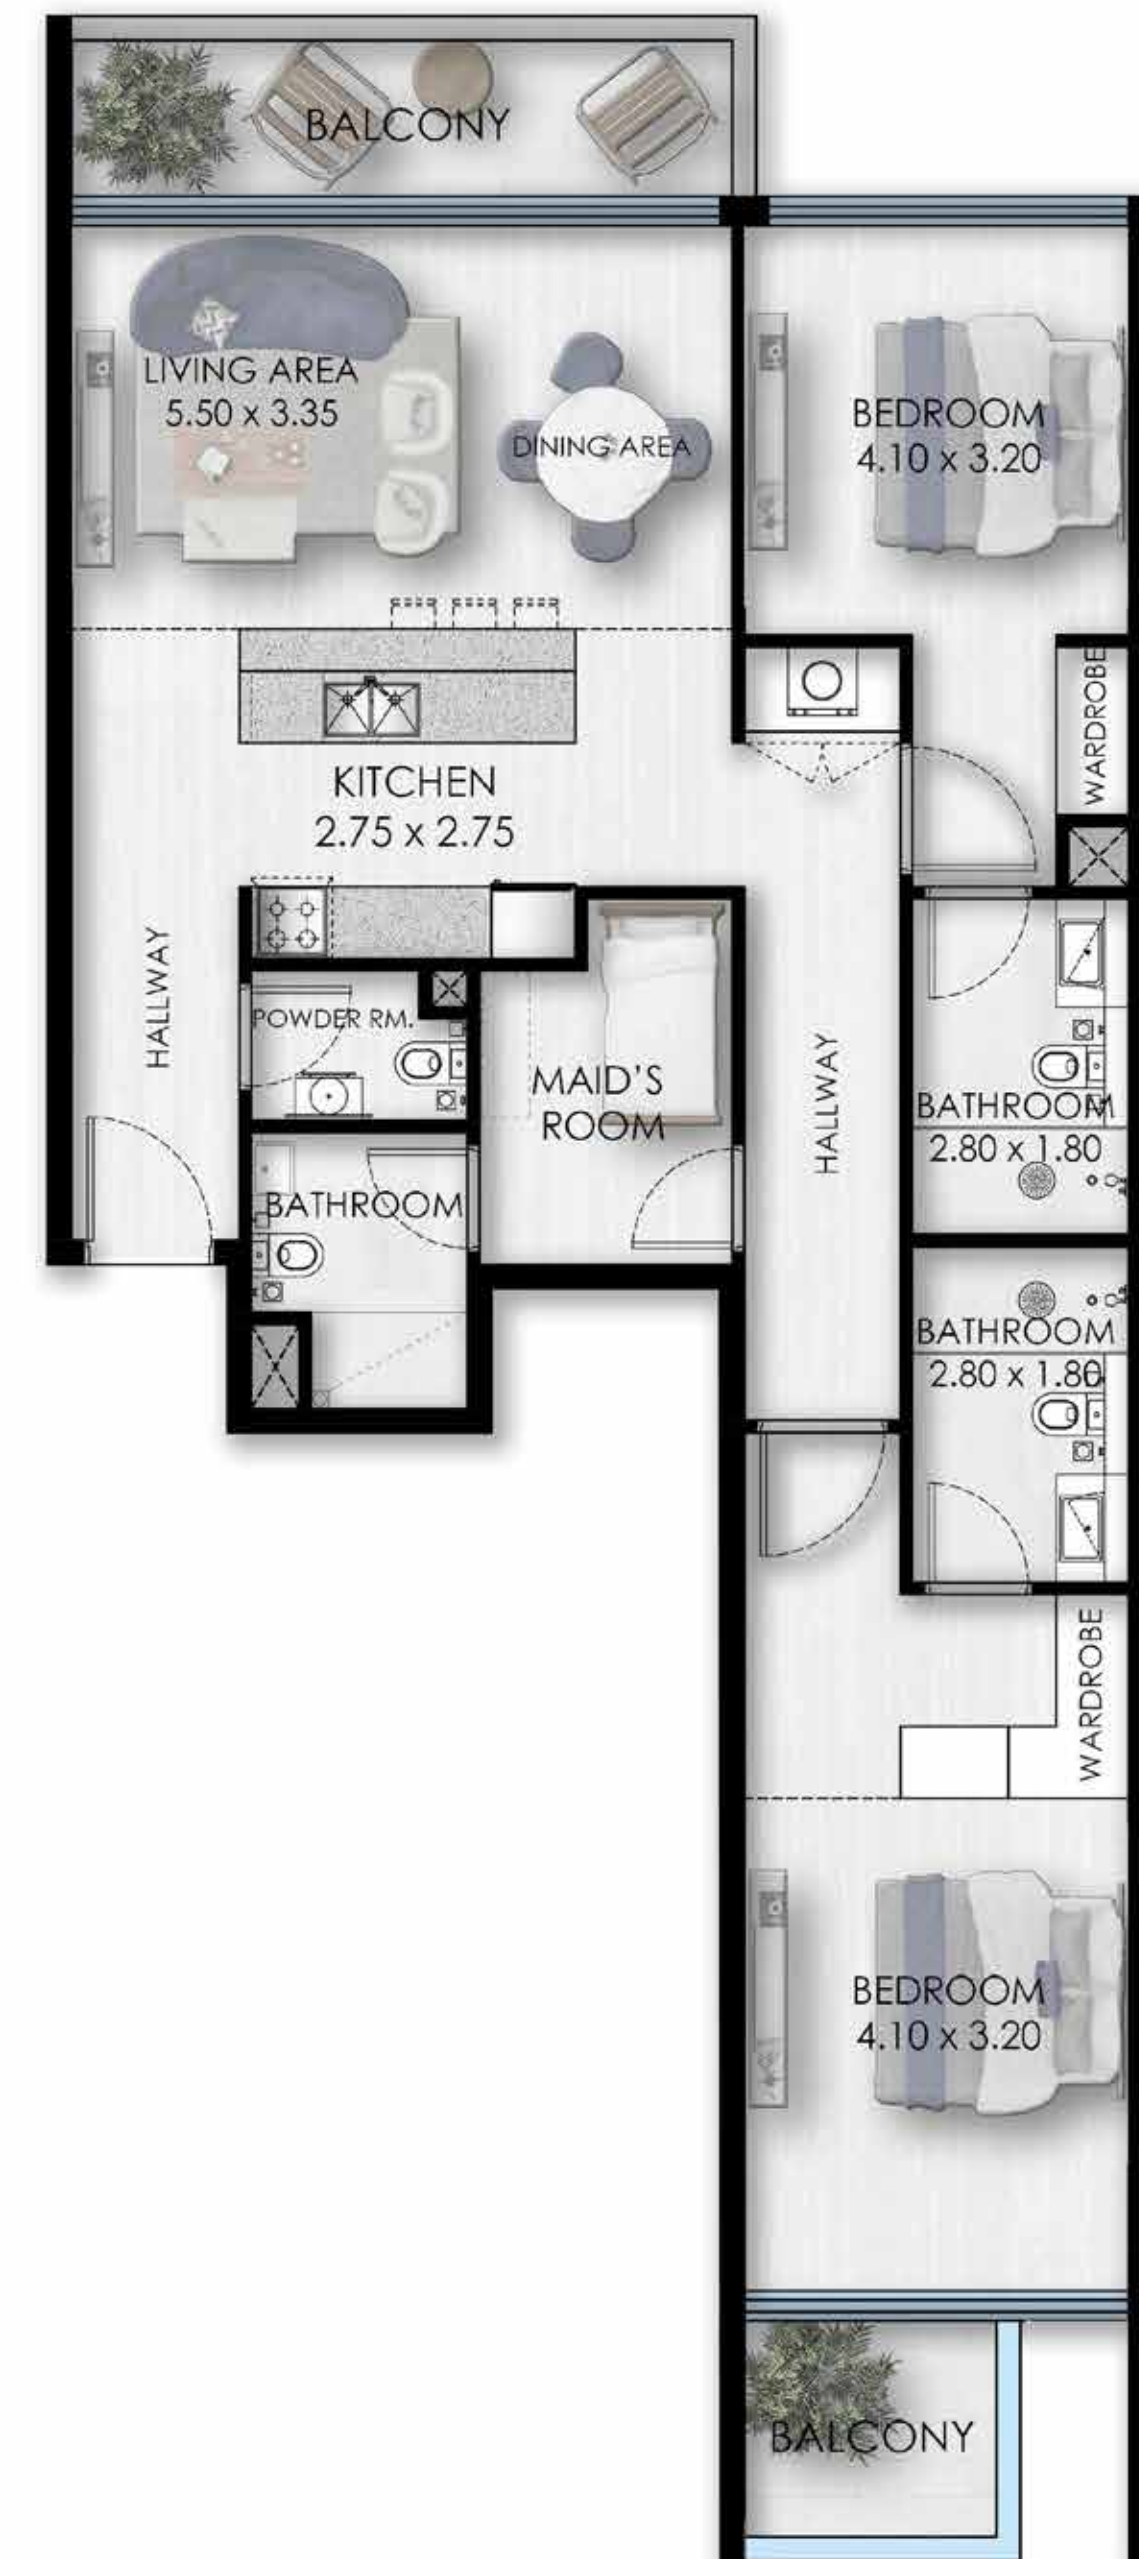 BALCONY
LIVING AREA
5.50 x 3.35
DINING AREA
BEDROOM
4.10 x 3.20
WARDROBE
KITCHEN
2.75 x 2.75
HALLWAY
POWDER RM.
MAID'S
ROOM
HALLWAY
BATHROOM
2.80 x 1.80
BATHROOM
BATHROOM
2.80 x 1.80
WARDROBE
BEDROOM
4.10 x 3.20
BALCONY